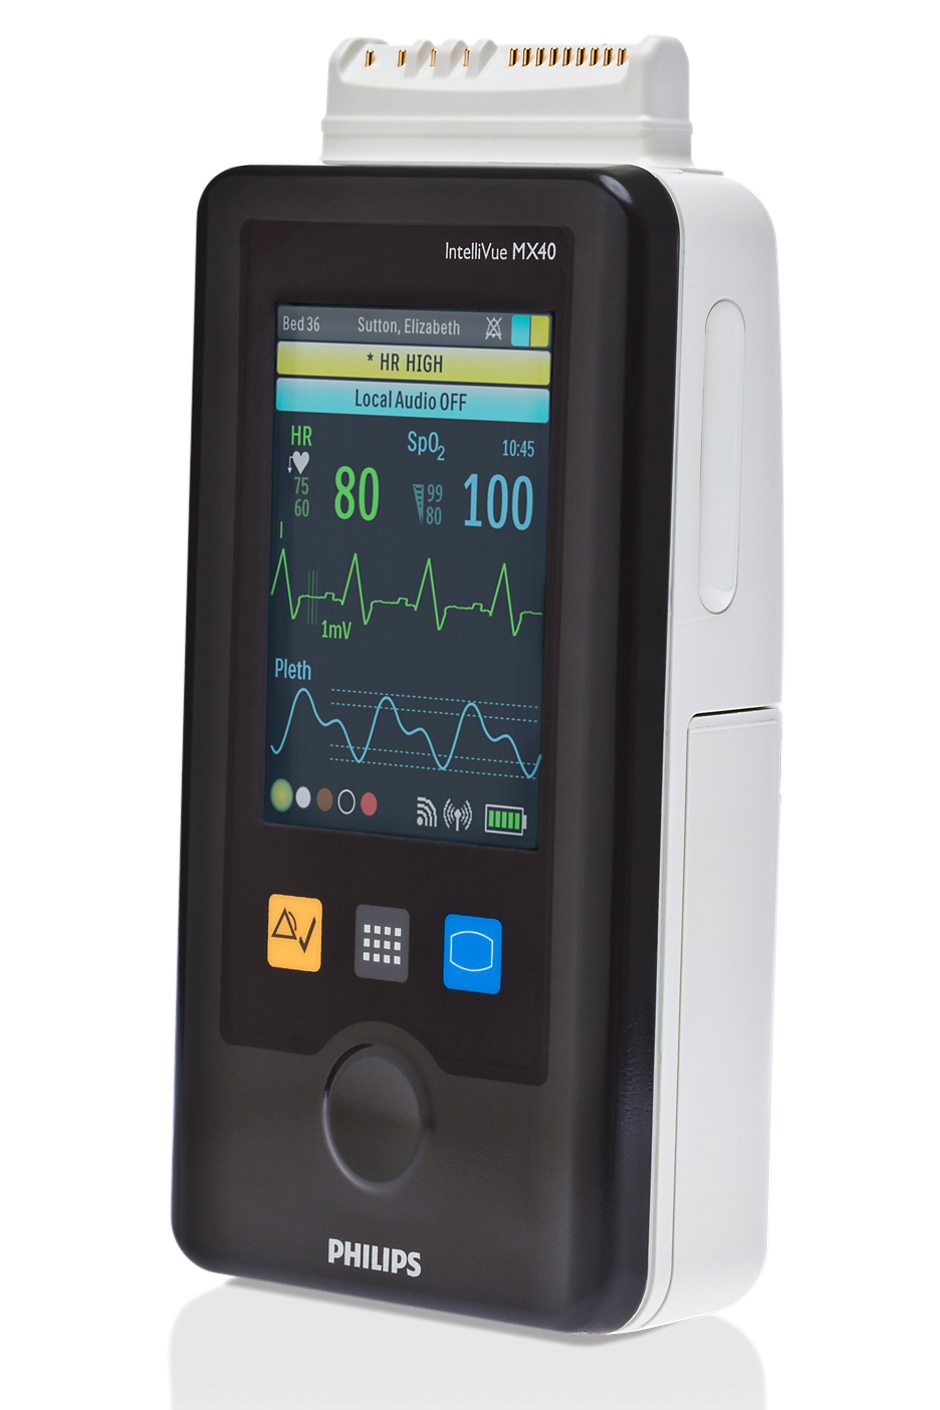 IntelliVue MX40
Bed 36 Sutton, Elizabeth
* HR HIGH
Local Audio OFF
HR SpO2 10:45
75 60 80 99 80 100
I
1mV
Pleth
PHILIPS